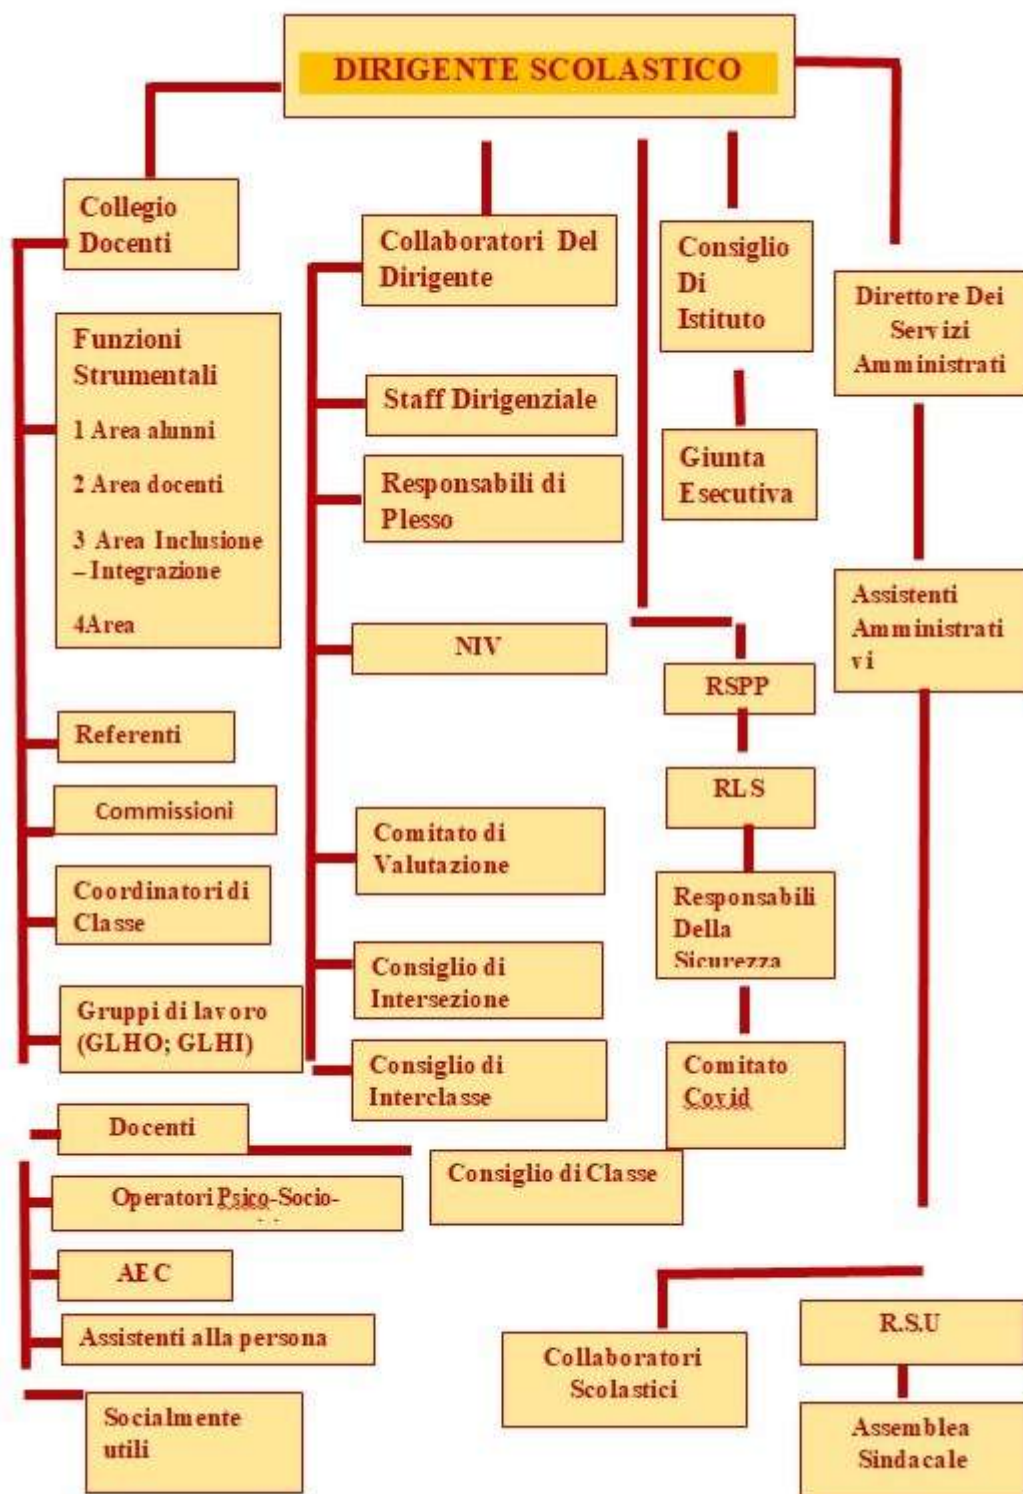 DIRIGENTE SCOLASTICO
Collegio
Docenti
Funzioni
Strumentali
1 Area alunni
2 Area docenti
3 Area Inclusione
– Integrazione
4Area
Referenti
Commissioni
Coordinatori di
Classe
Gruppi di lavoro
(GLHO; GLHI)
Docenti
Operatori Psico-Socio-
AEC
Assistenti alla persona
Socialmente
utili
Collaboratori Del
Dirigente
Staff Dirigenziale
Responsabili di
Plesso
NIV
Comitato di
Valutazione
Consiglio di
Intersezione
Consiglio di
Interclasse
Consiglio di Classe
Consiglio
Di
Istituto
Giunta
Esecutiva
RSPP
RLS
Responsabili
Della
Sicurezza
Comitato
Covid
Direttore Dei
Servizi
Amministrati
Assistenti
Amministrati
vi
Collaboratori
Scolastici
R.S.U
Assemblea
Sindacale